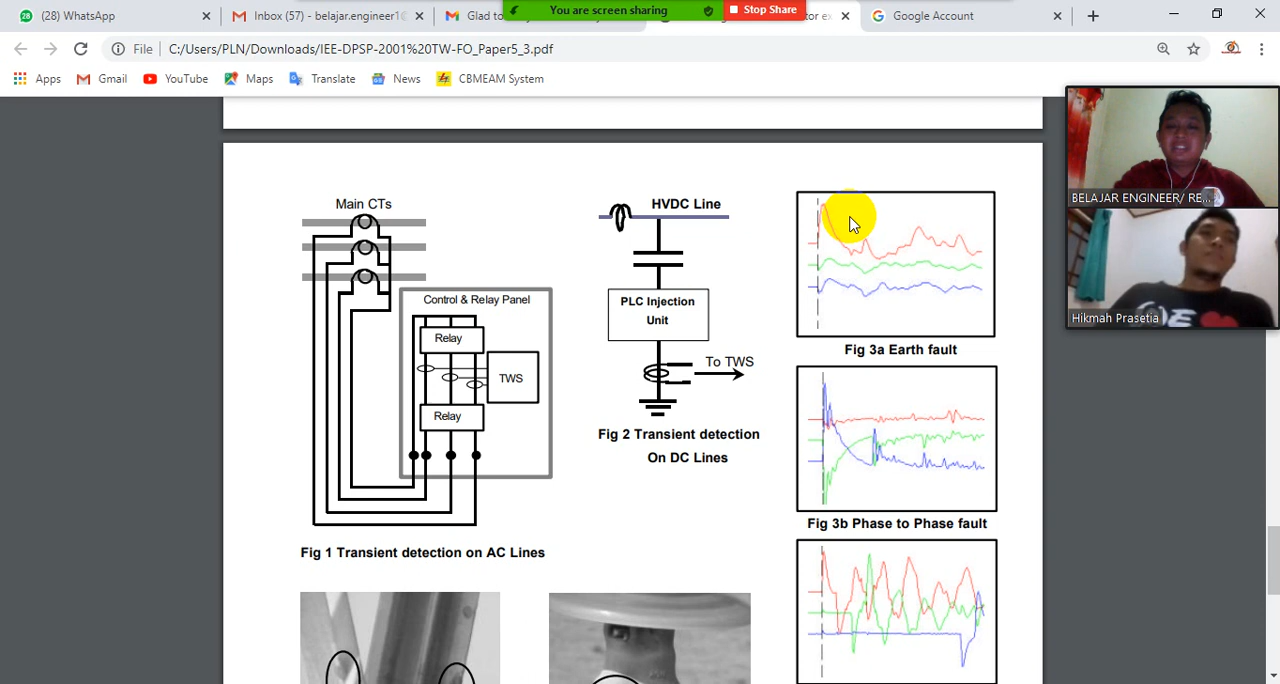 (28) WhatsApp
Inbox (57) - belajar.engineer1@
Glad to
You are screen sharing
Stop Share
tor ex
Google Account
File
C:/Users/PLN/Downloads/IEE-DPSP-2001%20TW-FO_Paper5_3.pdf
Apps
Gmail
YouTube
Maps
Translate
News
CBMEAM System
BELAJAR ENGINEER/ RE...
Hikmah Prasetia
Main CTs
Control & Relay Panel
Relay
TWS
Relay
Fig 1 Transient detection on AC Lines
HVDC Line
PLC Injection
Unit
To TWS
Fig 2 Transient detection
On DC Lines
Fig 3a Earth fault
Fig 3b Phase to Phase fault